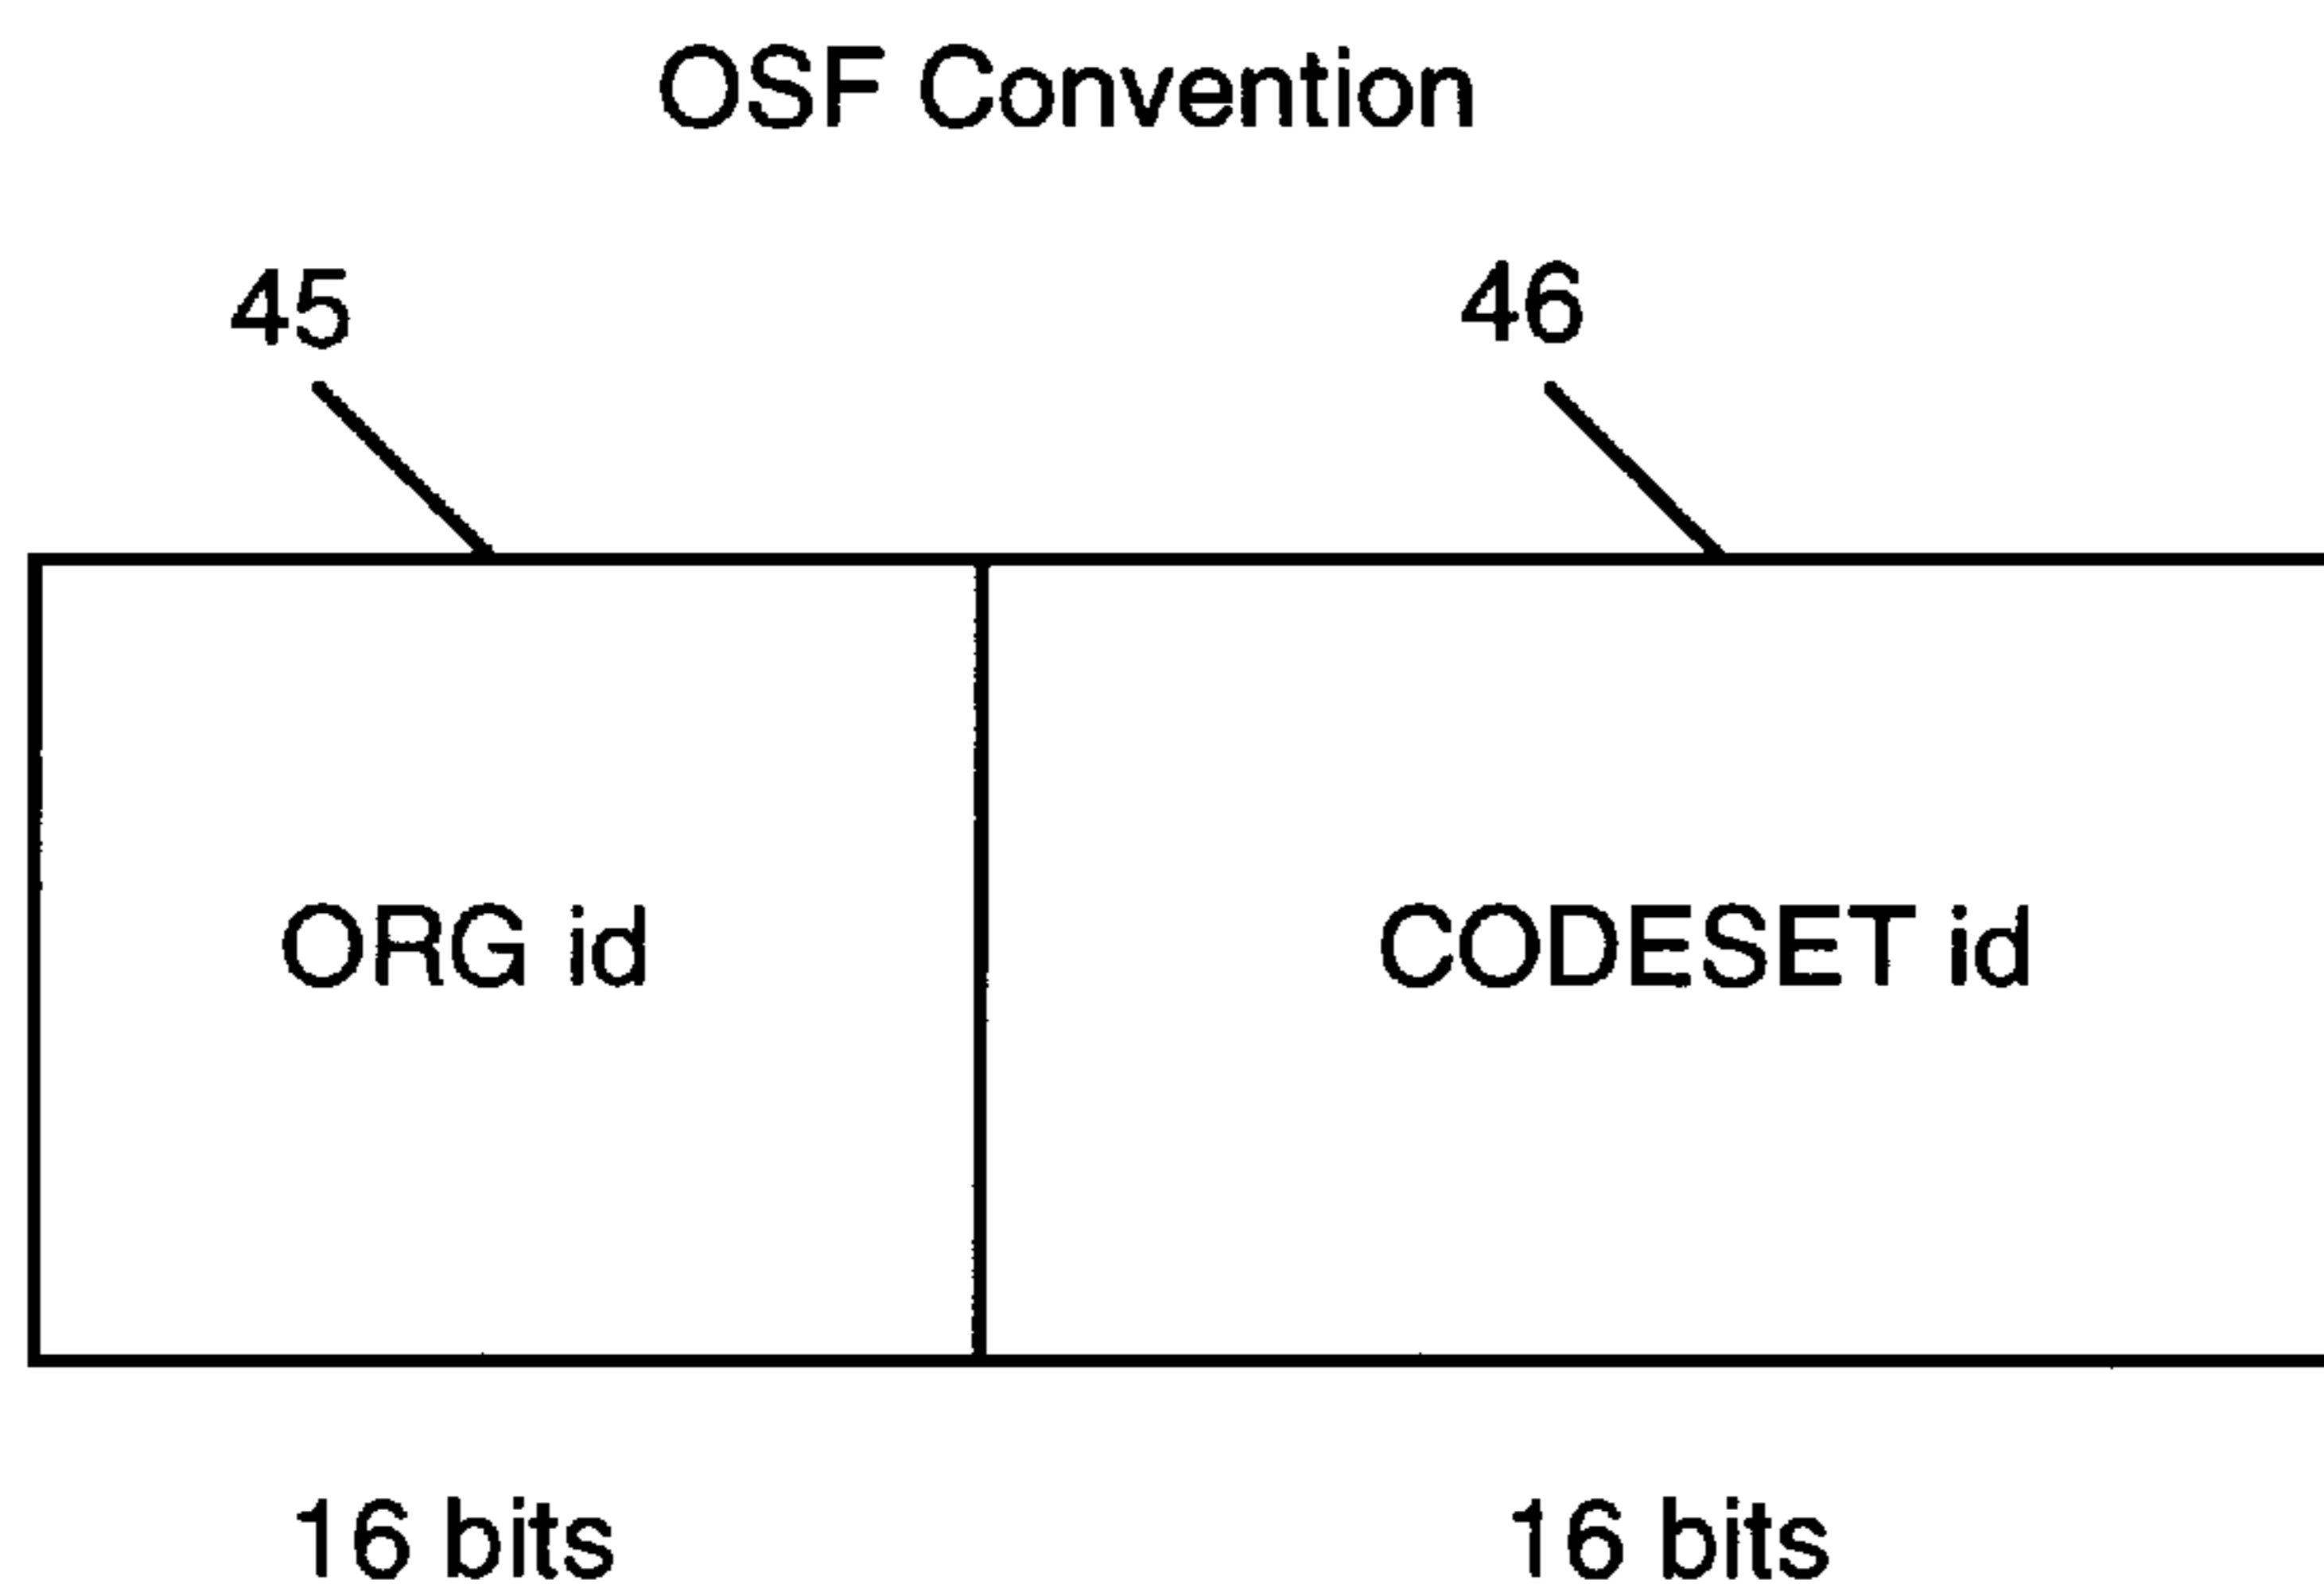 OSF Convention
45
46
ORG id
CODESET id
16 bits
16 bits